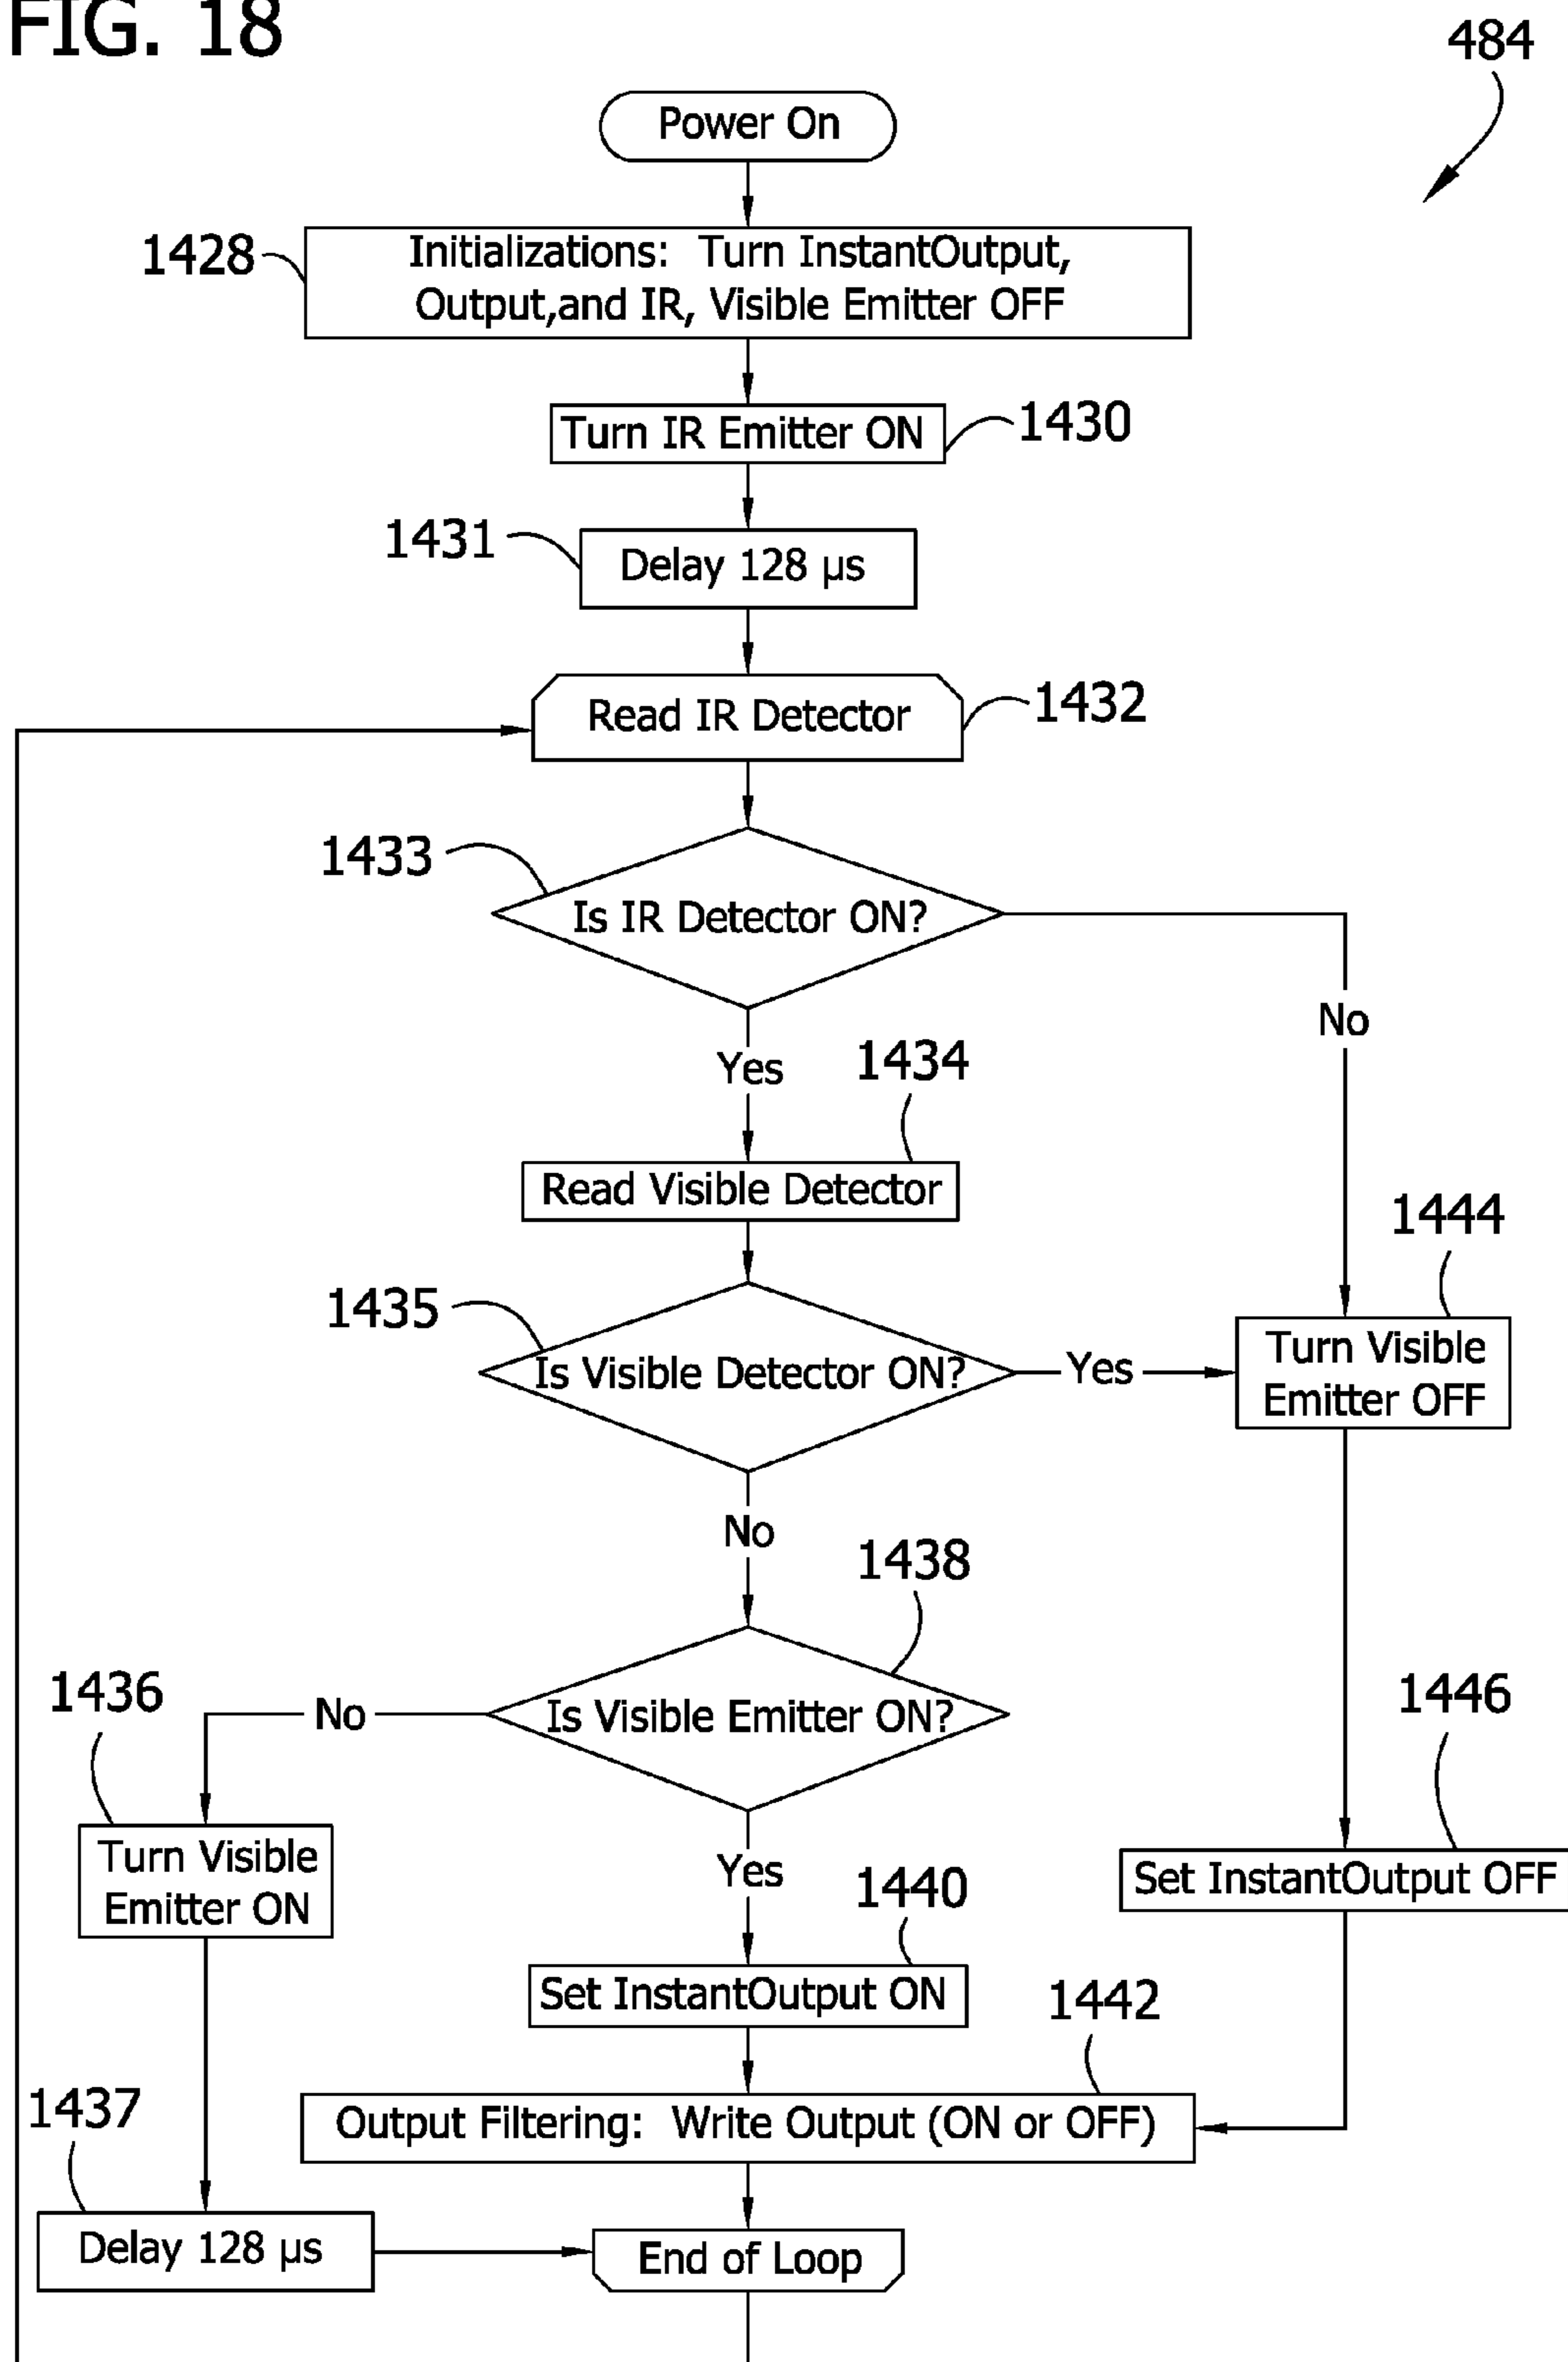 FIG. 18
484
Power On
1428
Initializations: Turn InstantOutput,
Output,and IR, Visible Emitter OFF
Turn IR Emitter ON
1430
1431
Delay 128 µs
Read IR Detector
1432
1433
Is IR Detector ON?
No
Yes
1434
Read Visible Detector
1444
1435
Is Visible Detector ON?
Yes
Turn Visible
Emitter OFF
No
1438
1436
No
Is Visible Emitter ON?
1446
Turn Visible
Emitter ON
Yes
1440
Set InstantOutput OFF
Set InstantOutput ON
1442
1437
Output Filtering: Write Output (ON or OFF)
Delay 128 µs
End of Loop